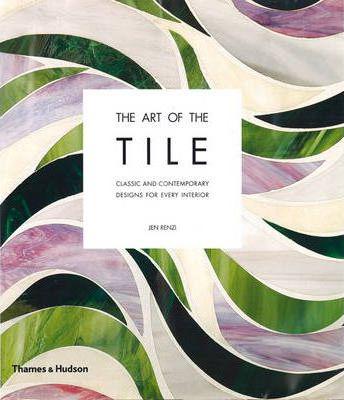 THE ART OF THE
TILE
CLASSIC AND CONTEMPORARY
DESIGNS FOR EVERY INTERIOR
JEN RENZI
Thames & Hudson